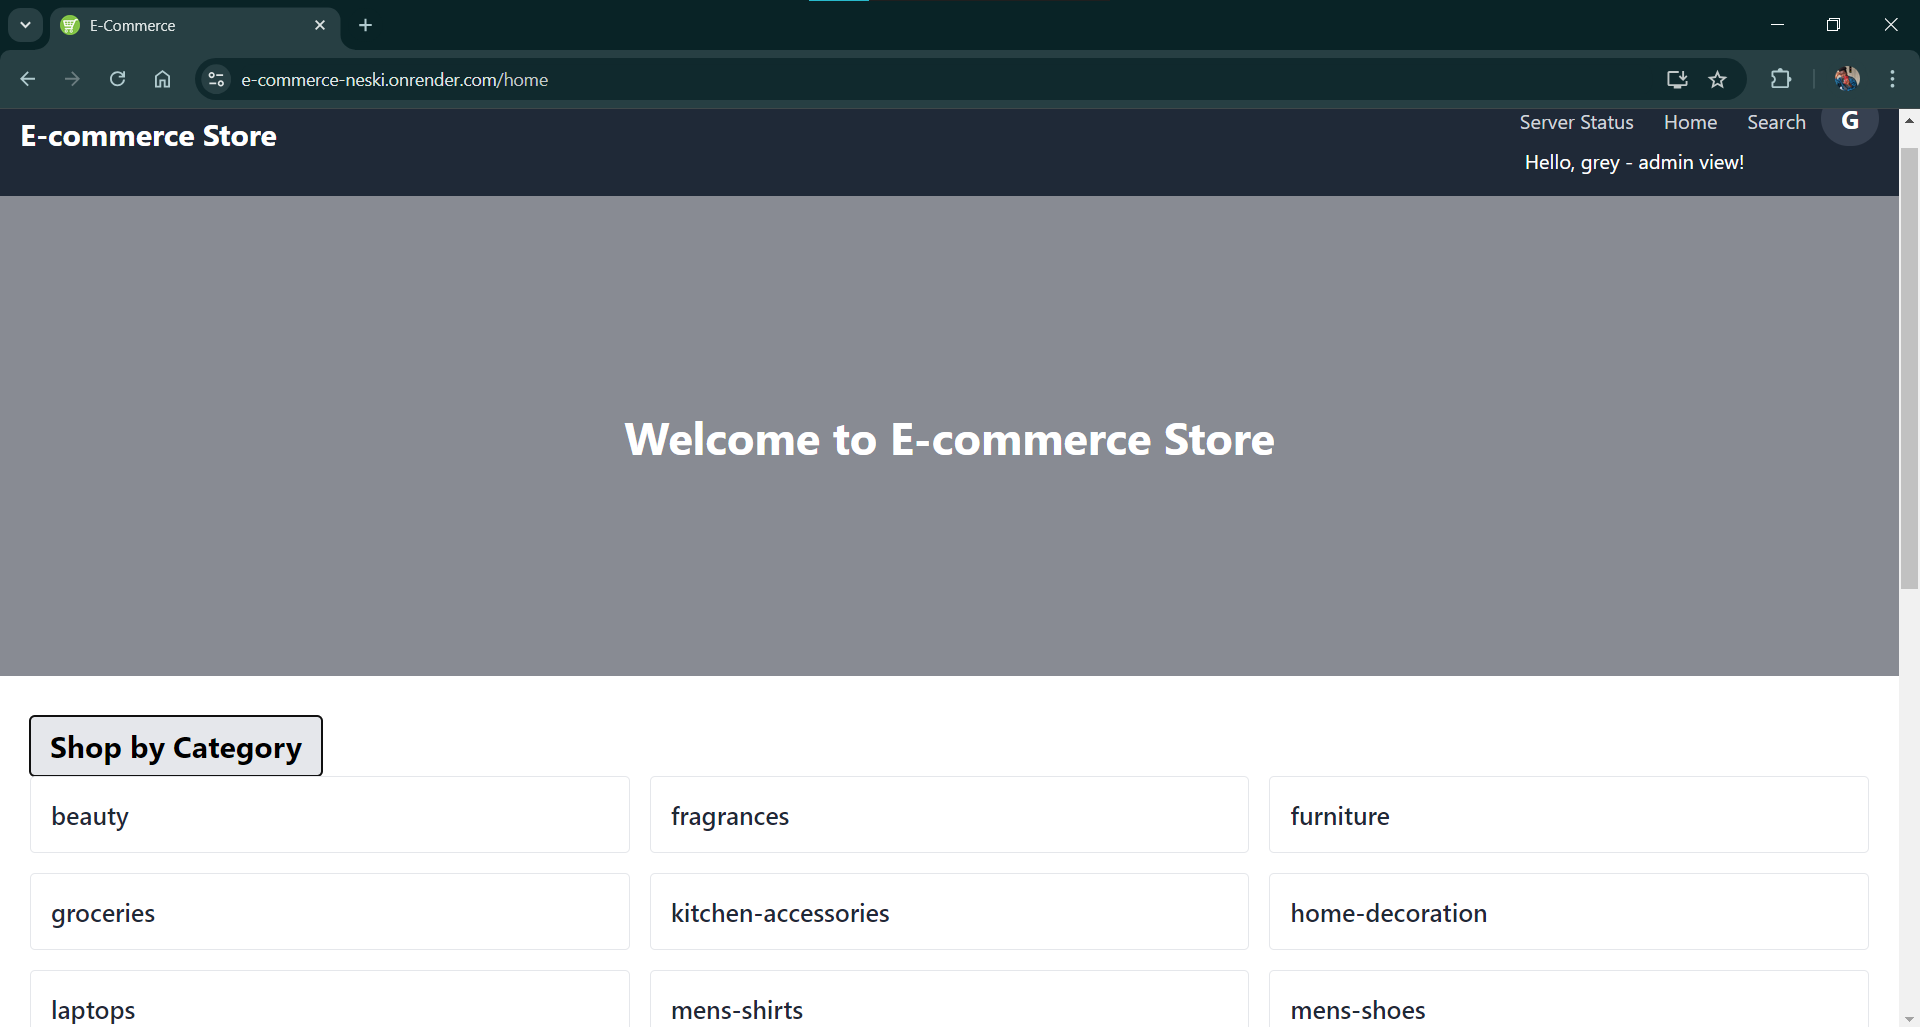 E-Commerce
e-commerce-neski.onrender.com/home
E-commerce Store
Server Status Home Search G
Hello, grey - admin view!
Welcome to E-commerce Store
Shop by Category
beauty fragrances furniture
groceries kitchen-accessories home-decoration
laptops mens-shirts mens-shoes